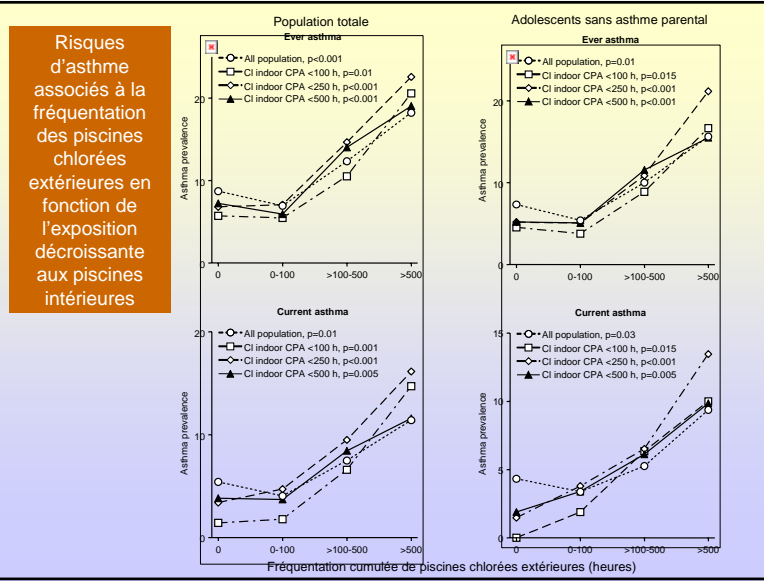 Risques
d'asthme
associés à la
fréquentation
des piscines
chlorées
extérieures en
fonction de
l'exposition
décroissante
aux piscines
intérieures
Population totale
Ever asthma
All population, p<0.001
Cl indoor CPA <100 h, p=0.01
Cl indoor CPA <250 h, p<0.001
Cl indoor CPA <500 h, p<0.001
Asthma prevalence
20
10
0
0 0-100 >100-500 >500
Adolescents sans asthme parental
Ever asthma
All population, p=0.01
Cl indoor CPA <100 h, p=0.015
Cl indoor CPA <250 h, p<0.001
Cl indoor CPA <500 h, p<0.001
Asthma prevalence
20
10
0
0 0-100 >100-500 >500
Current asthma
All population, p=0.01
Cl indoor CPA <100 h, p=0.001
Cl indoor CPA <250 h, p<0.001
Cl indoor CPA <500 h, p=0.005
Asthma prevalence
20
10
0
0 0-100 >100-500 >500
Current asthma
All population, p=0.03
Cl indoor CPA <100 h, p=0.015
Cl indoor CPA <250 h, p<0.001
Cl indoor CPA <500 h, p=0.005
Asthma prevalence
15
10
5
0
0 0-100 >100-500 >500
Fréquentation cumulée de piscines chlorées extérieures (heures)